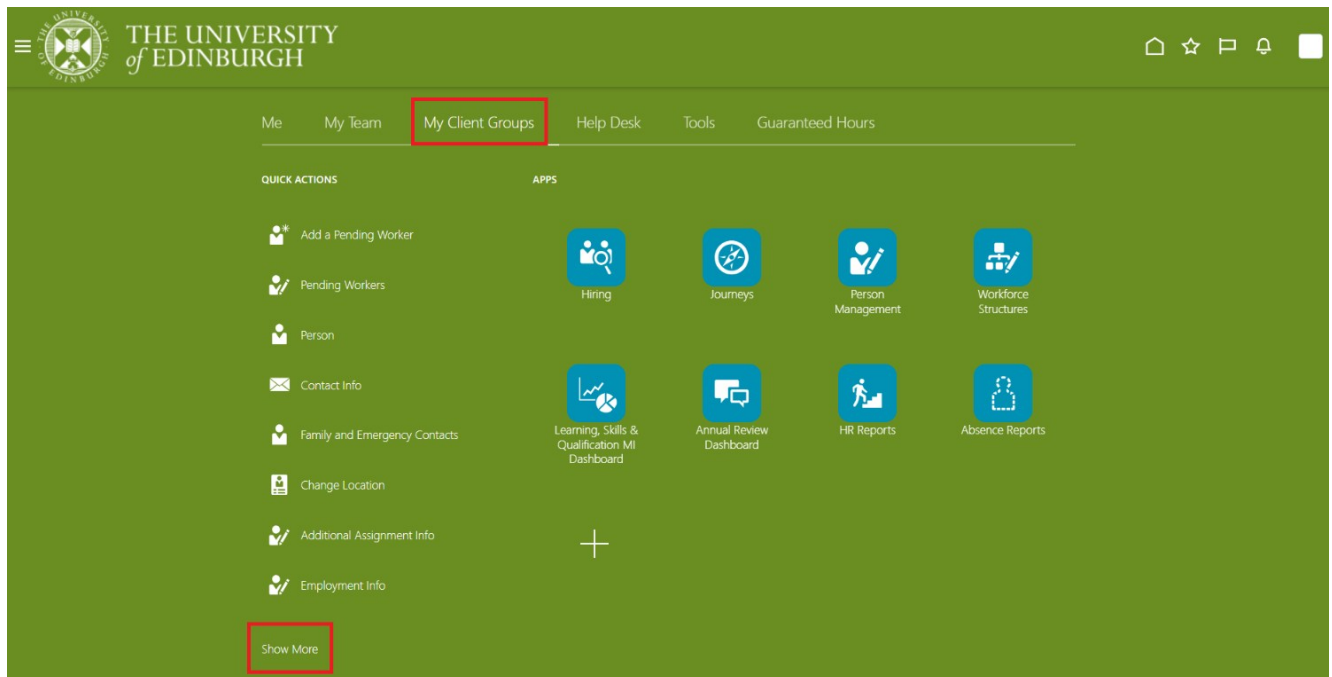 THE UNIVERSITY
of EDINBURGH
Me My Team My Client Groups Help Desk Tools Guaranteed Hours
QUICK ACTIONS
Add a Pending Worker
Pending Workers
Person
Contact Info
Family and Emergency Contacts
Change Location
Additional Assignment Info
Employment Info
Show More
APPS
Hiring
Journeys
Person
Management
Workforce
Structures
Learning, Skills &
Qualification MI
Dashboard
Annual Review
Dashboard
HR Reports
Absence Reports